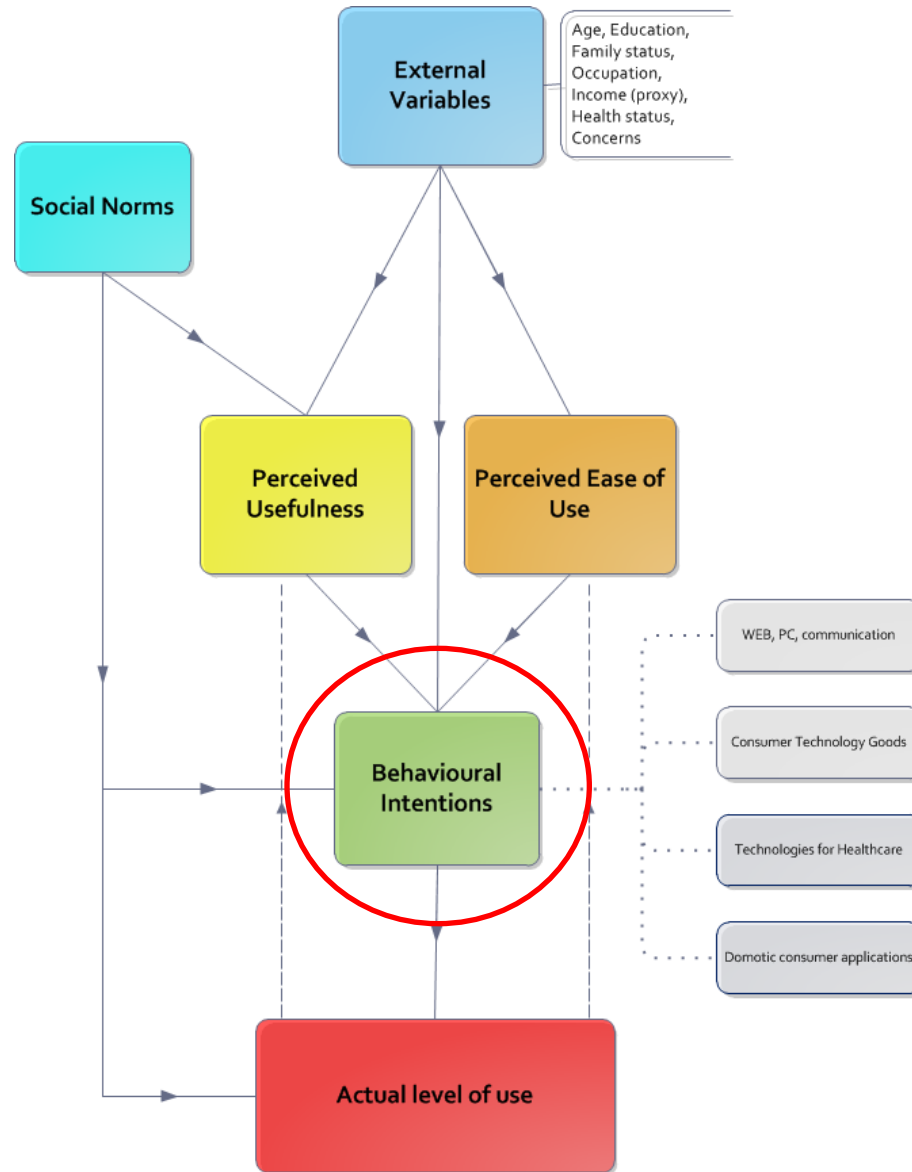 External
Variables
Age, Education,
Family status,
Occupation,
Income (proxy),
Health status,
Concerns
Social Norms
Perceived
Usefulness
Perceived Ease of
Use
WEB, PC, communication
Consumer Technology Goods
Behavioural
Intentions
Technologies for Healthcare
Domotic consumer applications
Actual level of use